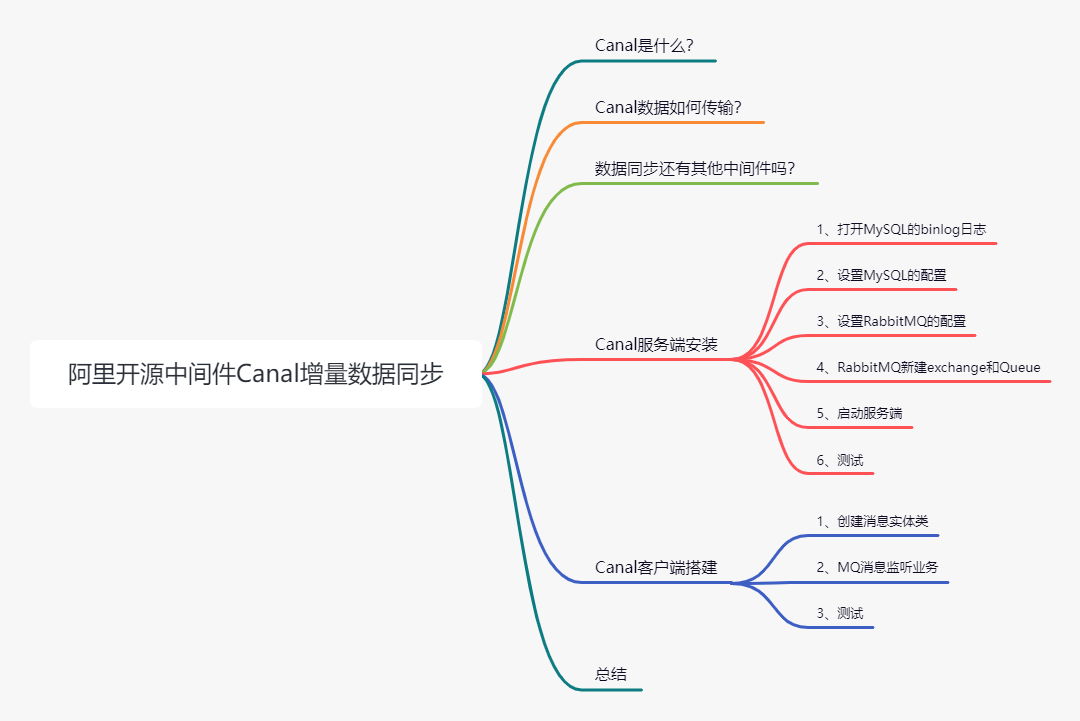 阿里开源中间件Canal增量数据同步
Canal是什么？
Canal数据如何传输？
数据同步还有其他中间件吗？
Canal服务端安装
1、打开MySQL的binlog日志
2、设置MySQL的配置
3、设置RabbitMQ的配置
4、RabbitMQ新建exchange和Queue
5、启动服务端
6、测试
Canal客户端搭建
1、创建消息实体类
2、MQ消息监听业务
3、测试
总结